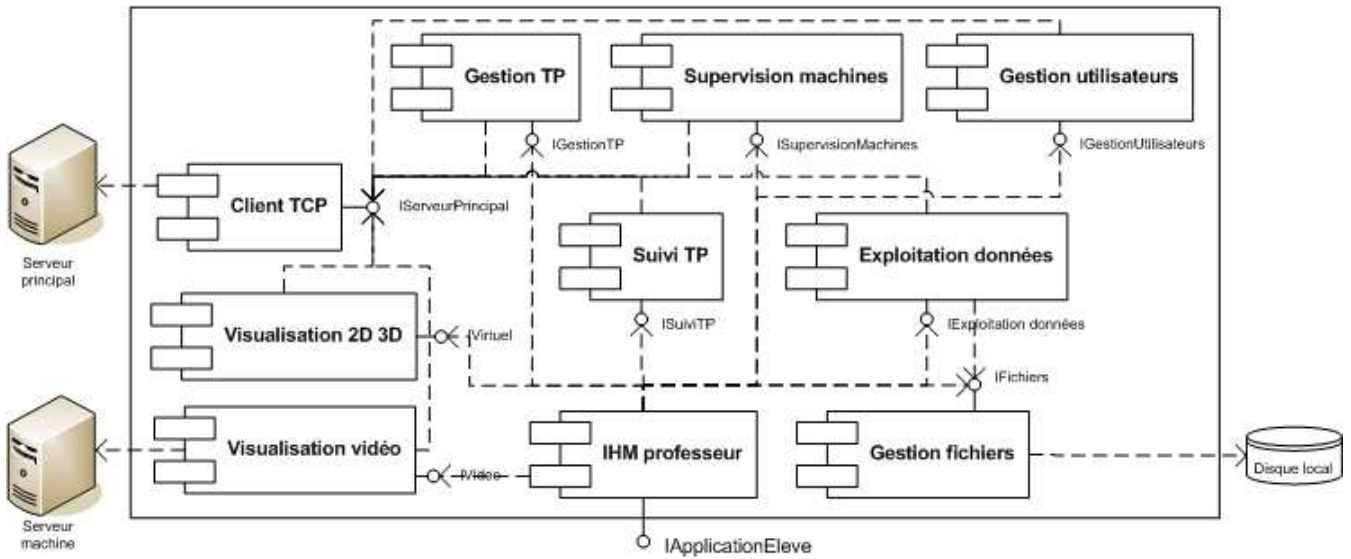 Gestion TP
Supervision machines
Gestion utilisateurs
IGestionTP
ISupervisionMachines
IGestionUtilisateurs
Client TCP
IServeurPrincipal
Serveur
principal
Suivi TP
Exploitation données
Visualisation 2D 3D
IVirtuel
ISuiviTP
IExploitation données
IFichiers
Visualisation vidéo
IHM professeur
Gestion fichiers
Disque local
IVideo
Serveur
machine
IApplicationEleve